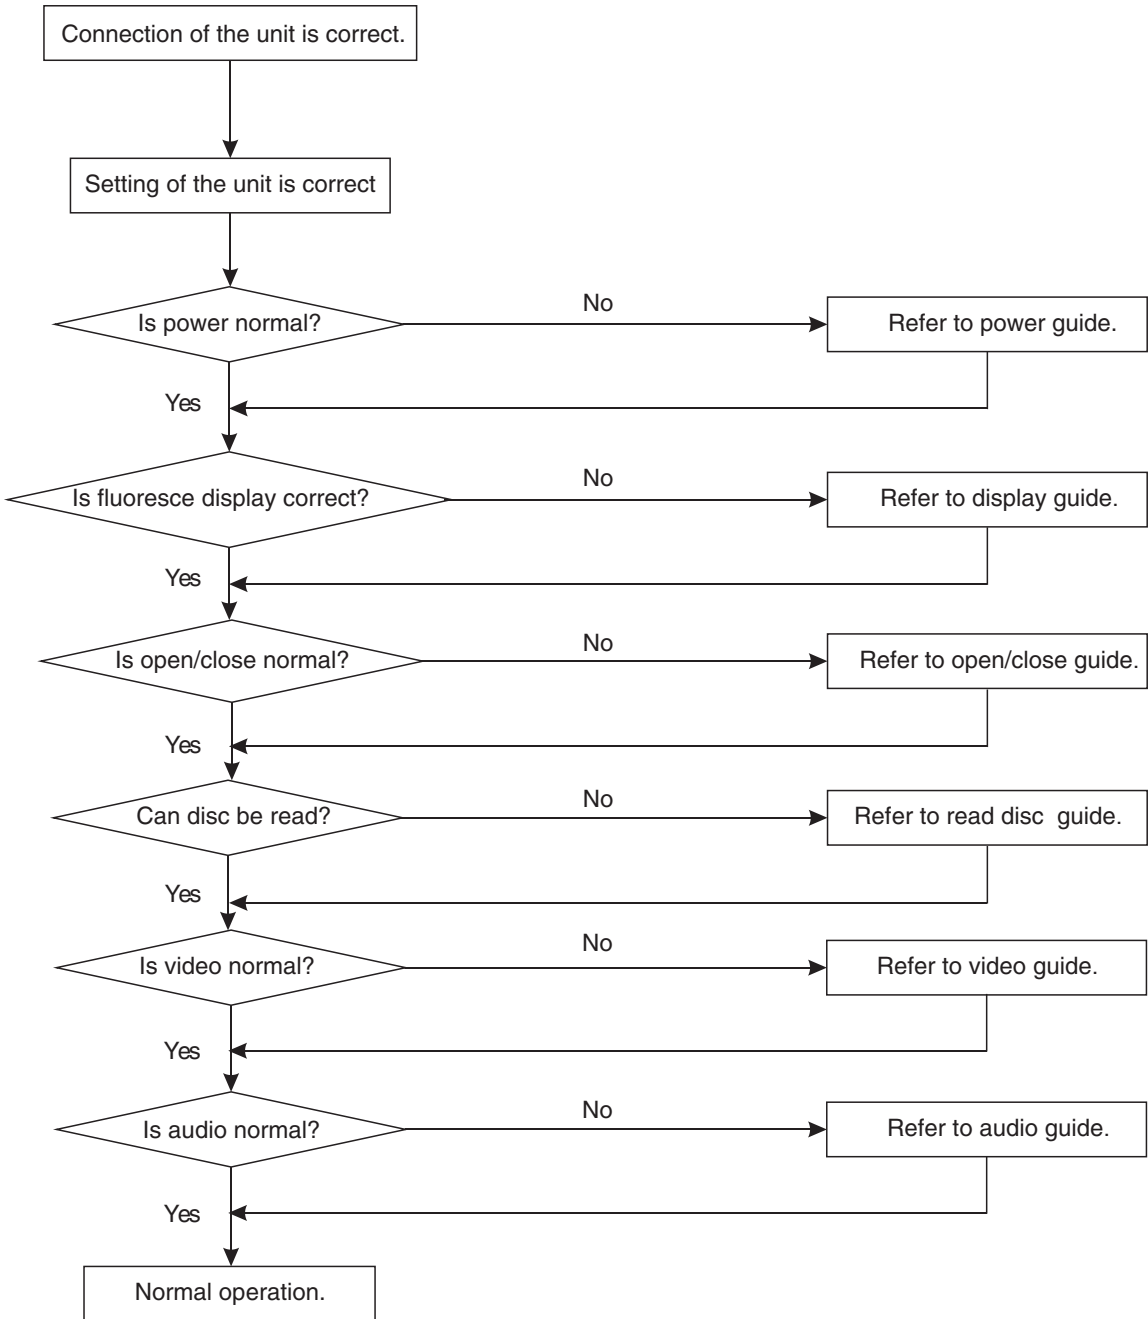 Connection of the unit is correct.
Setting of the unit is correct
Is power normal?
No
Refer to power guide.
Yes
Is fluoresce display correct?
No
Refer to display guide.
Yes
Is open/close normal?
No
Refer to open/close guide.
Yes
Can disc be read?
No
Refer to read disc guide.
Yes
Is video normal?
No
Refer to video guide.
Yes
Is audio normal?
No
Refer to audio guide.
Yes
Normal operation.